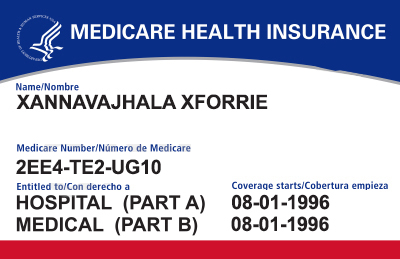 MEDICARE HEALTH INSURANCE
Name/Nombre
XANNAVAJHALA XFORRIE
Medicare Number/Número de Medicare
2EE4-TE2-UG10
Entitled to/Con derecho a Coverage starts/Cobertura empieza
HOSPITAL (PART A) 08-01-1996
MEDICAL (PART B) 08-01-1996